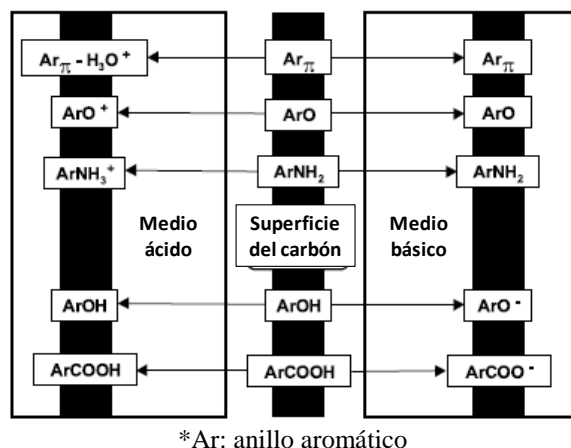 Arπ - H₃O⁺ Arπ Arπ
ArO⁺ ArO ArO
ArNH₃⁺ ArNH₂ ArNH₂
Medio
ácido
Superficie
del carbón
Medio
básico
ArOH ArOH ArO⁻
ArCOOH ArCOOH ArCOO⁻
*Ar: anillo aromático